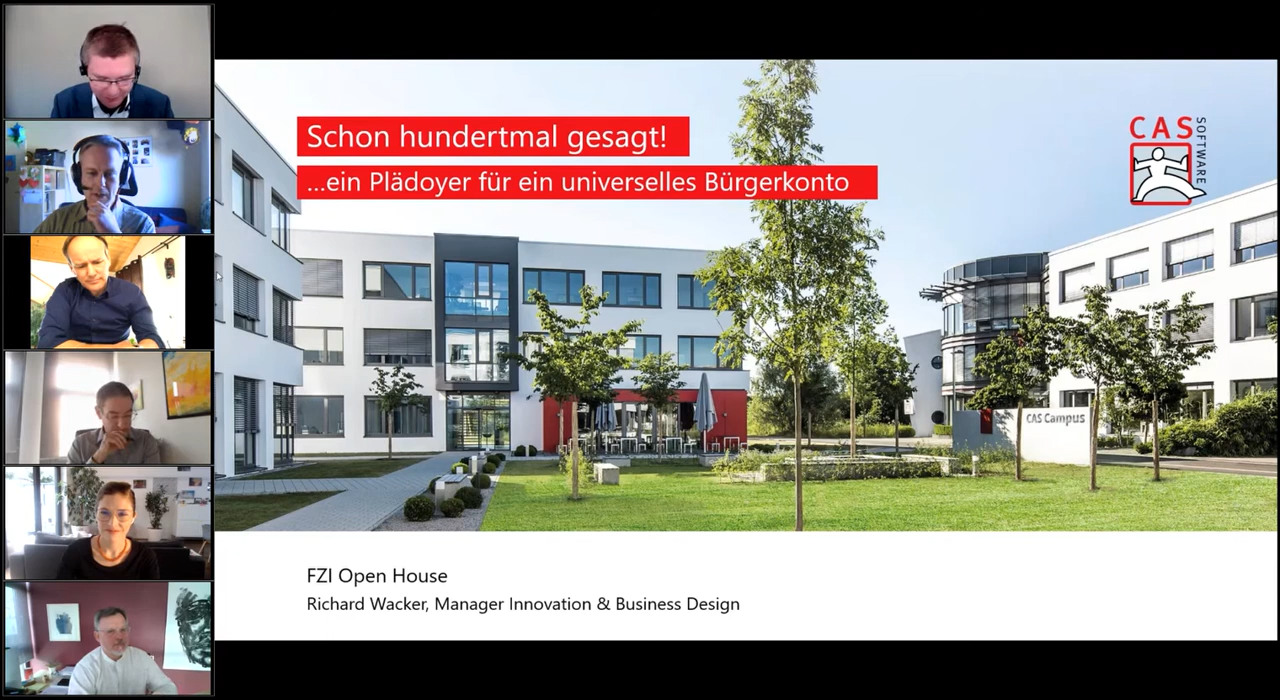 Schon hundertmal gesagt!
...ein Plädoyer für ein universelles Bürgerkonto
CAS
SOFTWARE
CAS Campus
FZI Open House
Richard Wacker, Manager Innovation & Business Design